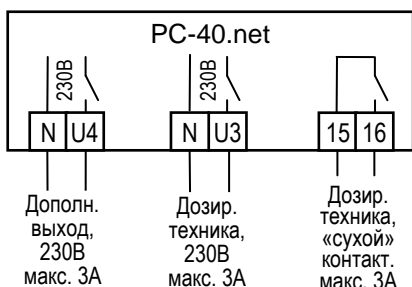 PC-40.net
230В 230В
N U4 N U3 15 16
Дополн.
выход,
230В
макс. 3А
Дозир.
техника,
230В
макс. 3А
Дозир.
техника,
«сухой»
контакт.
макс. 3А